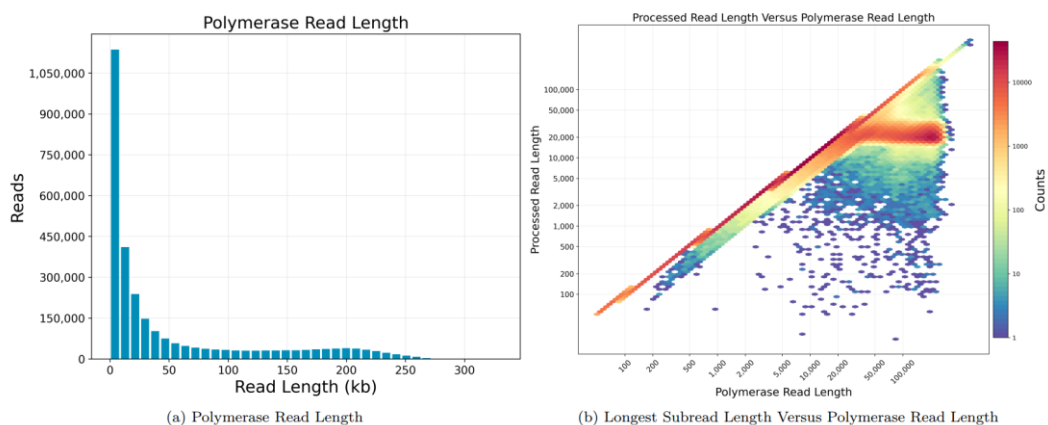 Polymerase Read Length
1,050,000
900,000
750,000
600,000
450,000
300,000
150,000
0
Reads
0 50 100 150 200 250 300
Read Length (kb)
(a) Polymerase Read Length
Processed Read Length Versus Polymerase Read Length
100,000
50,000
20,000
10,000
5,000
2,000
1,000
500
200
100
Processed Read Length
100 200 500 1,000 2,000 5,000 10,000 20,000 50,000 100,000
Polymerase Read Length
10000
1000
100
10
1
Counts
(b) Longest Subread Length Versus Polymerase Read Length